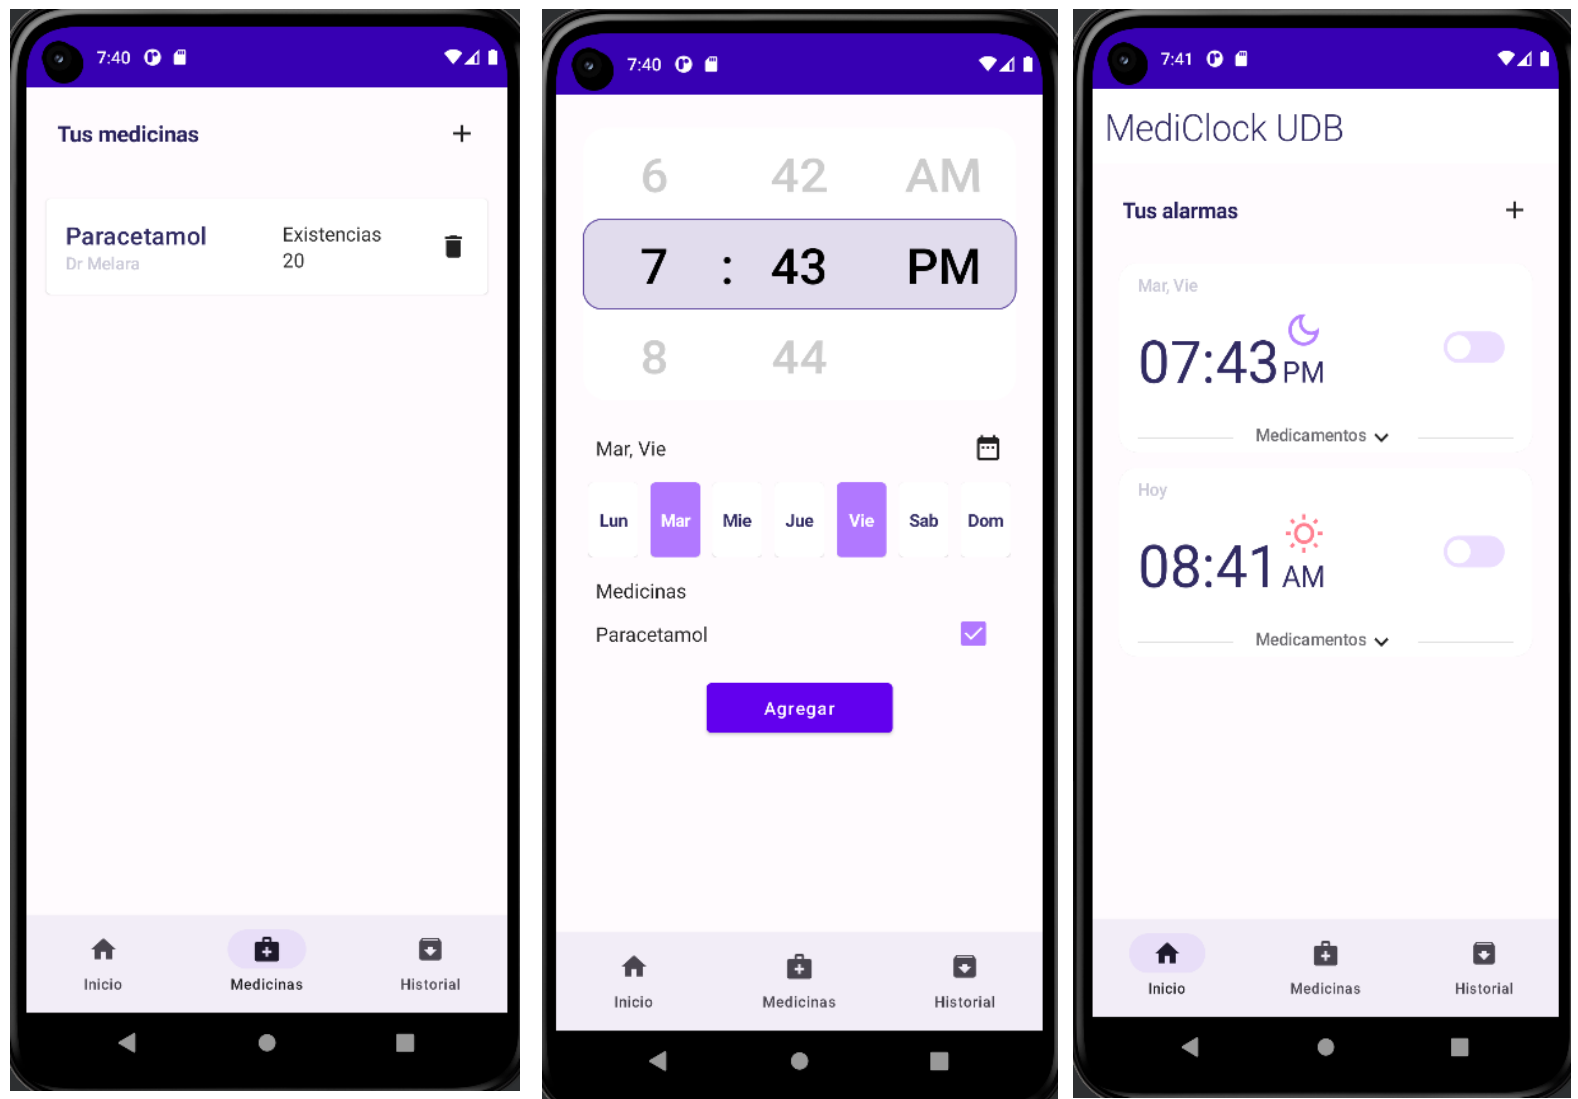 7:40
Tus medicinas
+
Paracetamol
Dr Melara
Existencias
20
Inicio
Medicinas
Historial
7:40
6 42 AM
7 : 43 PM
8 44
Mar, Vie
Lun Mar Mie Jue Vie Sab Dom
Medicinas
Paracetamol
Agregar
Inicio
Medicinas
Historial
7:41
MediClock UDB
Tus alarmas
+
Mar, Vie
07:43 PM
Medicamentos
Hoy
08:41 AM
Medicamentos
Inicio
Medicinas
Historial